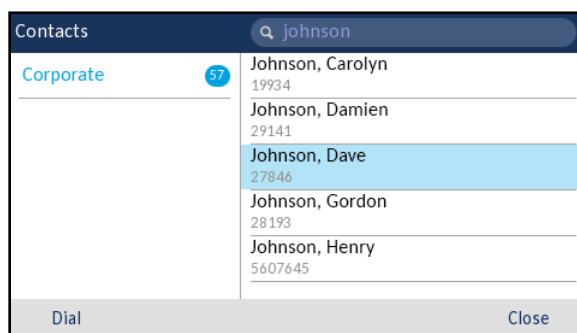 Contacts
johnson
Corporate 57
Johnson, Carolyn
19934
Johnson, Damien
29141
Johnson, Dave
27846
Johnson, Gordon
28193
Johnson, Henry
5607645
Dial
Close